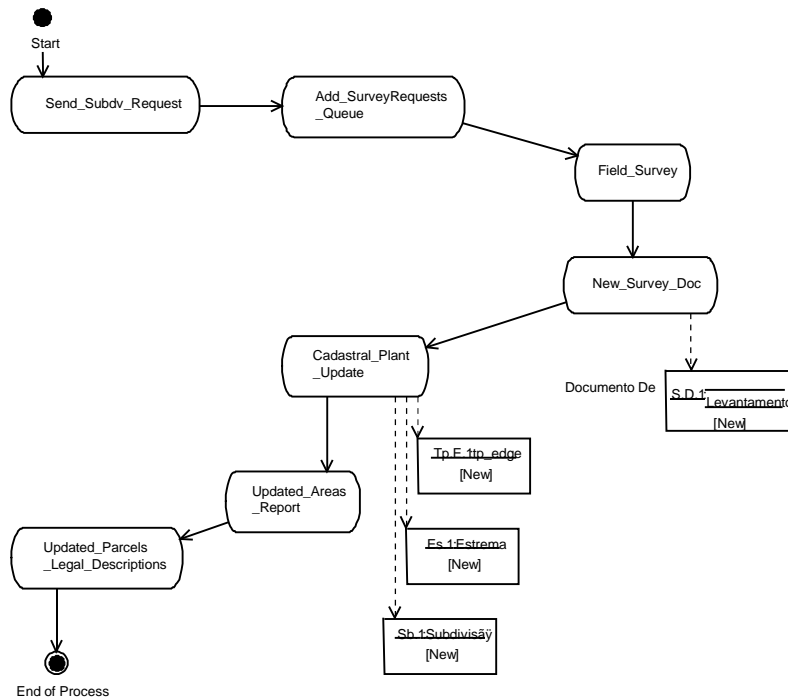 Start
Send_Subdv_Request
Add_SurveyRequests
_Queue
Field_Survey
New_Survey_Doc
Cadastral_Plant
_Update
Documento De
S.D.1:
Levantamento
[New]
Tp.E.1:tp_edge
[New]
Updated_Areas
_Report
Updated_Parcels
_Legal_Descriptions
Es.1:Estrema
[New]
Sb.1:Subdivisãÿ
[New]
End of Process